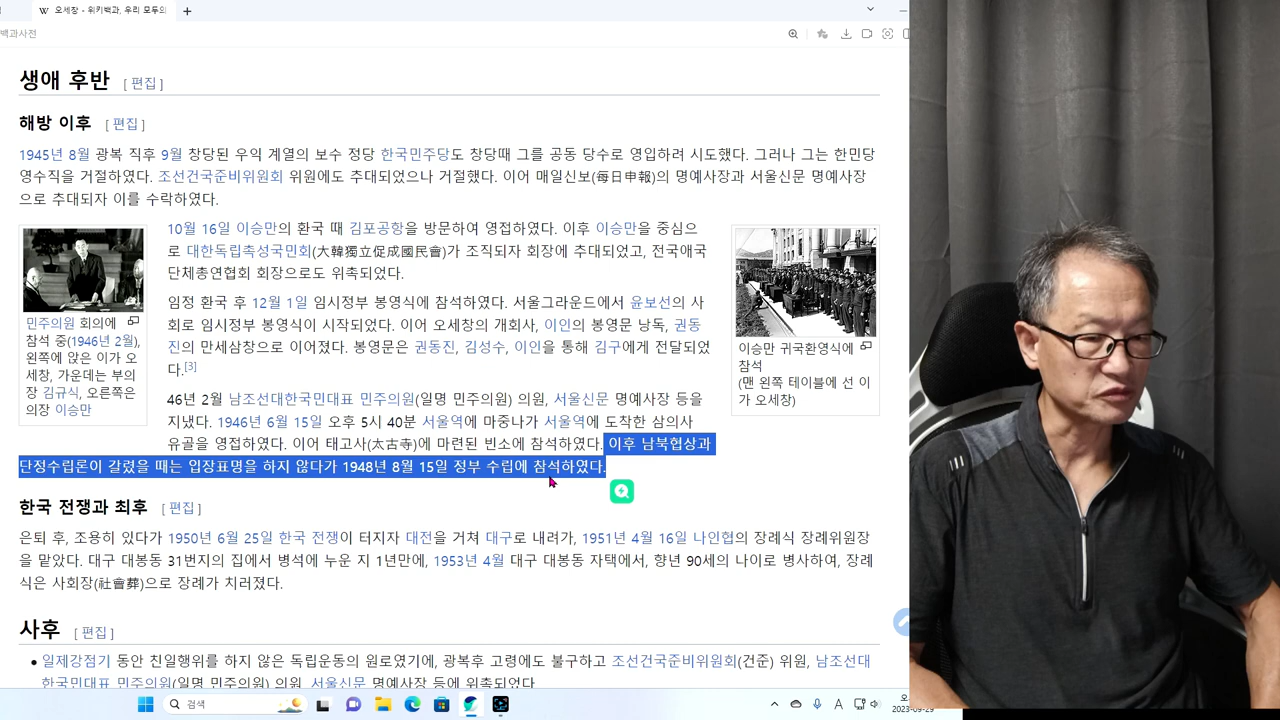 오세창 - 위키백과, 우리 모두의
백과사전
생애 후반 [ 편집 ]
해방 이후 [ 편집 ]
1945년 8월 광복 직후 9월 창당된 우익 계열의 보수 정당 한국민주당도 창당때 그를 공동 당수로 영입하려 시도했다. 그러나 그는 한민당
영수직을 거절하였다. 조선건국준비위원회 위원에도 추대되었으나 거절했다. 이어 매일신보(每日申報)의 명예사장과 서울신문 명예사장
으로 추대되자 이를 수락하였다.
민주의원 회의에
참석 중(1946년 2월),
왼쪽에 앉은 이가 오
세창, 가운데는 부의
장 김규식, 오른쪽은
의장 이승만
10월 16일 이승만의 환국 때 김포공항을 방문하여 영접하였다. 이후 이승만을 중심으
로 대한독립촉성국민회(大韓獨立促成國民會)가 조직되자 회장에 추대되었고, 전국애국
단체총연협회 회장으로도 위촉되었다.
임정 환국 후 12월 1일 임시정부 봉영식에 참석하였다. 서울그라운드에서 윤보선의 사
회로 임시정부 봉영식이 시작되었다. 이어 오세창의 개회사, 이인의 봉영문 낭독, 권동
진의 만세삼창으로 이어졌다. 봉영문은 권동진, 김성수, 이인을 통해 김구에게 전달되었
다.[3]
46년 2월 남조선대한국민대표 민주의원(일명 민주의원) 의원, 서울신문 명예사장 등을
지냈다. 1946년 6월 15일 오후 5시 40분 서울역에 마중나가 서울역에 도착한 삼의사
유골을 영접하였다. 이어 태고사(太古寺)에 마련된 빈소에 참석하였다. 이후 남북협상과
단정수립론이 갈렸을 때는 입장표명을 하지 않다가 1948년 8월 15일 정부 수립에 참석하였다.
이승만 귀국환영식에
참석
(맨 왼쪽 테이블에 선 이
가 오세창)
한국 전쟁과 최후 [ 편집 ]
은퇴 후, 조용히 있다가 1950년 6월 25일 한국 전쟁이 터지자 대전을 거쳐 대구로 내려가, 1951년 4월 16일 나인협의 장례식 장례위원장
을 맡았다. 대구 대봉동 31번지의 집에서 병석에 누운 지 1년만에, 1953년 4월 대구 대봉동 자택에서, 향년 90세의 나이로 병사하여, 장례
식은 사회장(社會葬)으로 장례가 치러졌다.
사후 [ 편집 ]
일제강점기 동안 친일행위를 하지 않은 독립운동의 원로였기에, 광복후 고령에도 불구하고 조선건국준비위원회(건준) 위원, 남조선대
한국민대표 민주의원(일명 민주의원) 의원, 서울신문 명예사장 등에 위촉되었다
검색
A
2023-09-29